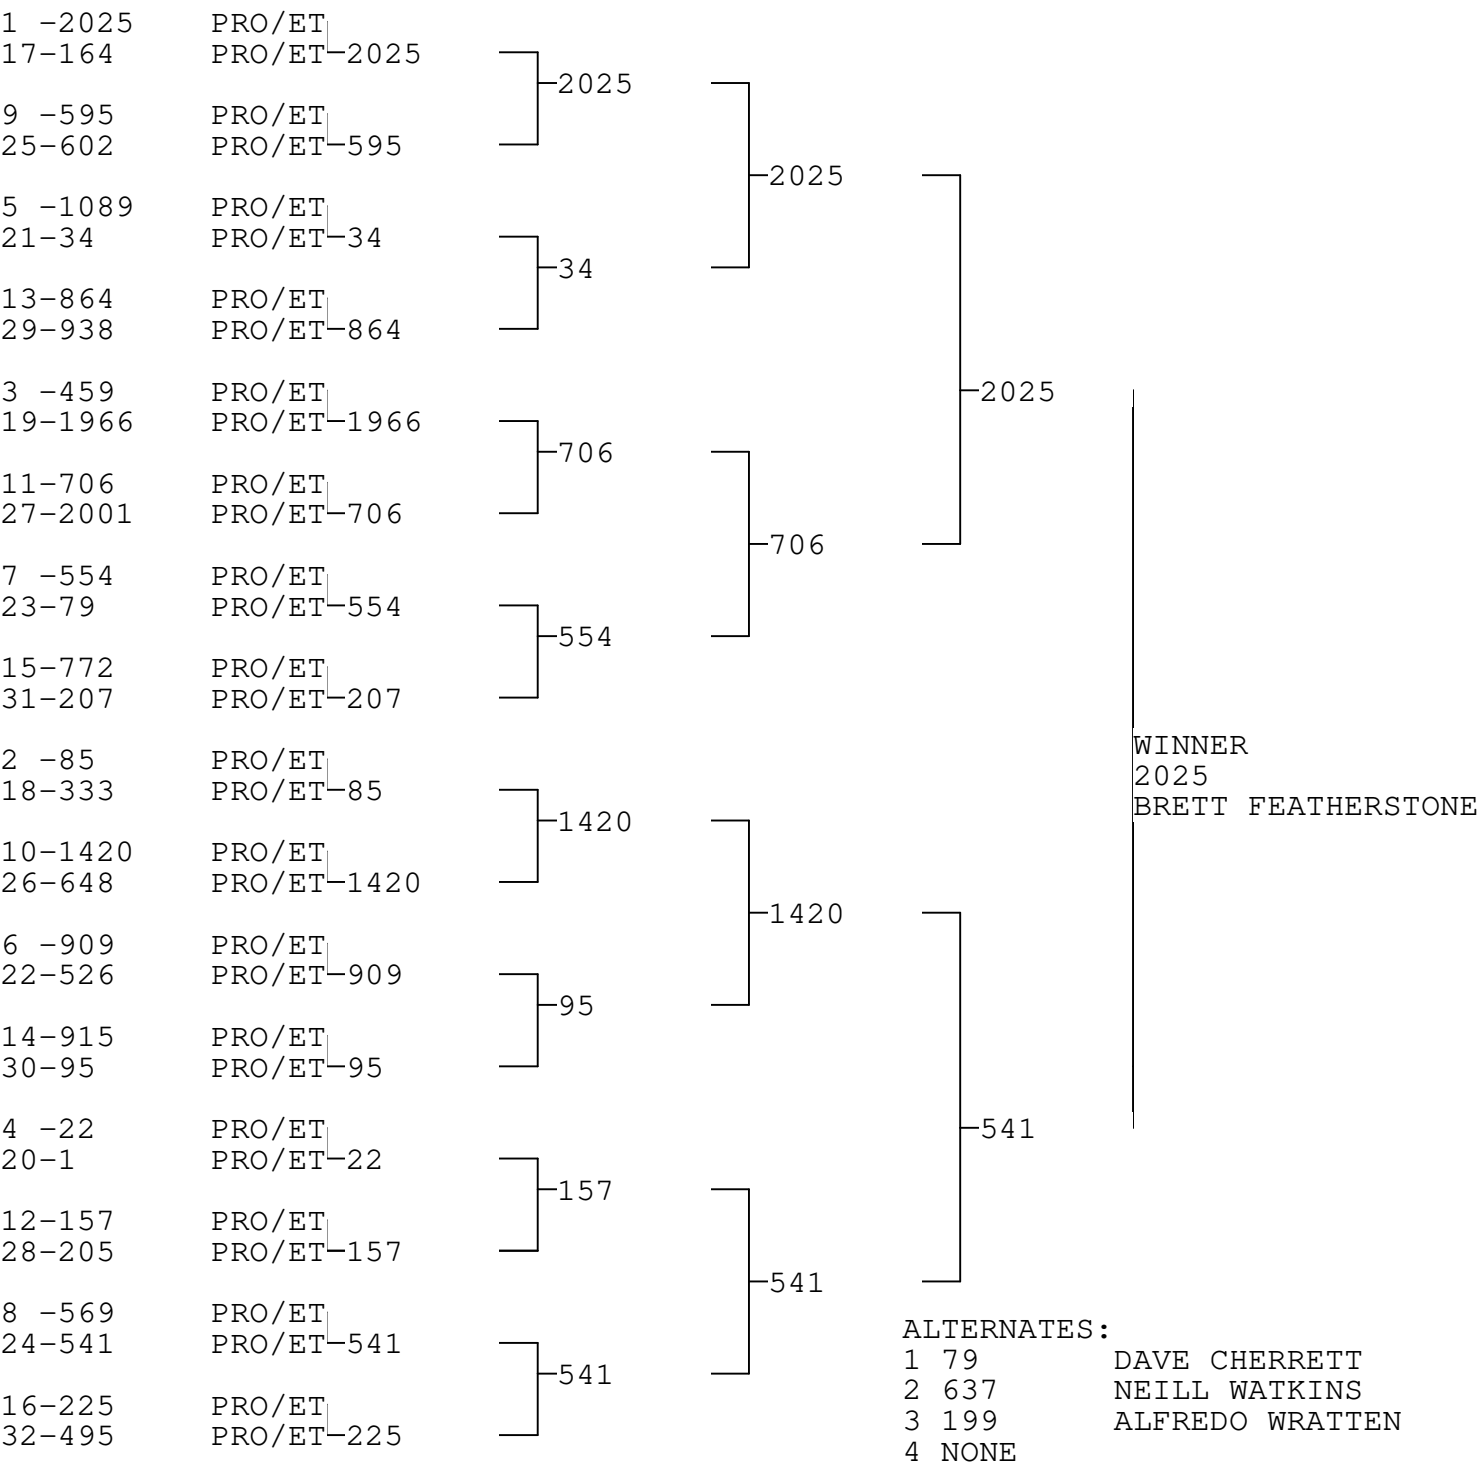 1 -2025 PRO/ET
17-164 PRO/ET 2025
2025
9 -595 PRO/ET
25-602 PRO/ET 595
2025
5 -1089 PRO/ET
21-34 PRO/ET 34
34
13-864 PRO/ET
29-938 PRO/ET 864
3 -459 PRO/ET 2025
19-1966 PRO/ET 1966
706
11-706 PRO/ET
27-2001 PRO/ET 706
706
7 -554 PRO/ET
23-79 PRO/ET 554
554
15-772 PRO/ET
31-207 PRO/ET 207
WINNER
2 -85 PRO/ET
2025
18-333 PRO/ET 85
BRETT FEATHERSTONE
1420
10-1420 PRO/ET
26-648 PRO/ET 1420
1420
6 -909 PRO/ET
22-526 PRO/ET 909
95
14-915 PRO/ET
30-95 PRO/ET 95
4 -22 PRO/ET 541
20-1 PRO/ET 22
157
12-157 PRO/ET
28-205 PRO/ET 157
541
8 -569 PRO/ET
ALTERNATES:
24-541 PRO/ET 541
1 79 DAVE CHERRETT
541
2 637 NEILL WATKINS
16-225 PRO/ET
3 199 ALFREDO WRATTEN
32-495 PRO/ET 225
4 NONE